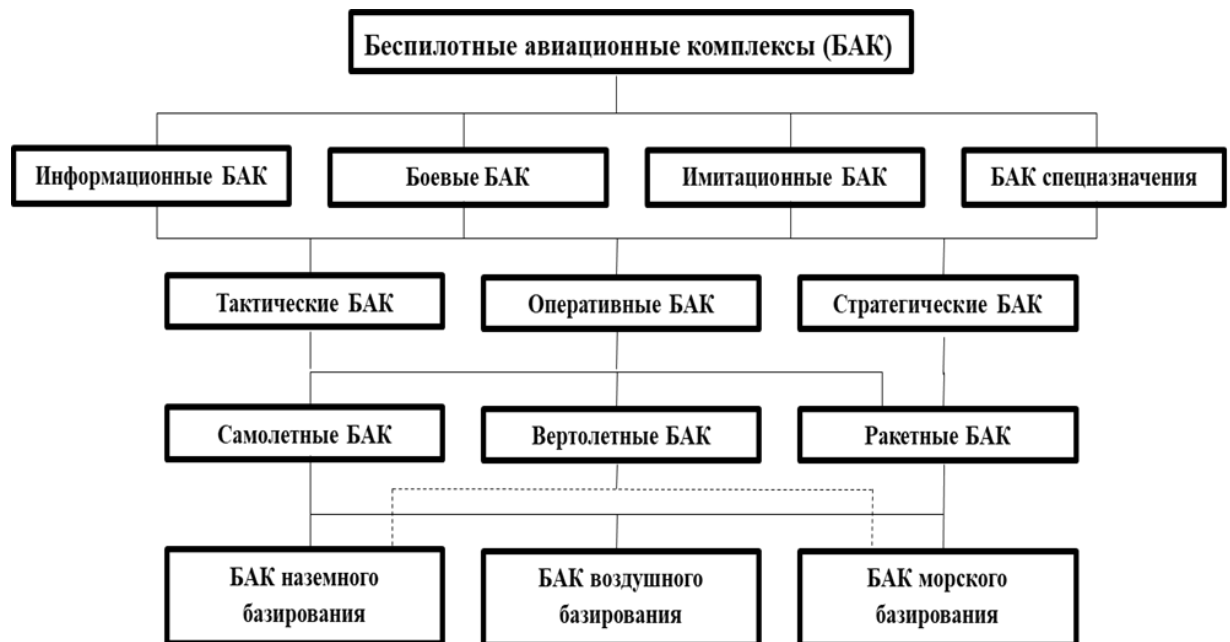 Беспилотные авиационные комплексы (БАК)
Информационные БАК
Боевые БАК
Имитационные БАК
БАК спецназначения
Тактические БАК
Оперативные БАК
Стратегические БАК
Самолетные БАК
Вертолетные БАК
Ракетные БАК
БАК наземного
базирования
БАК воздушного
базирования
БАК морского
базирования